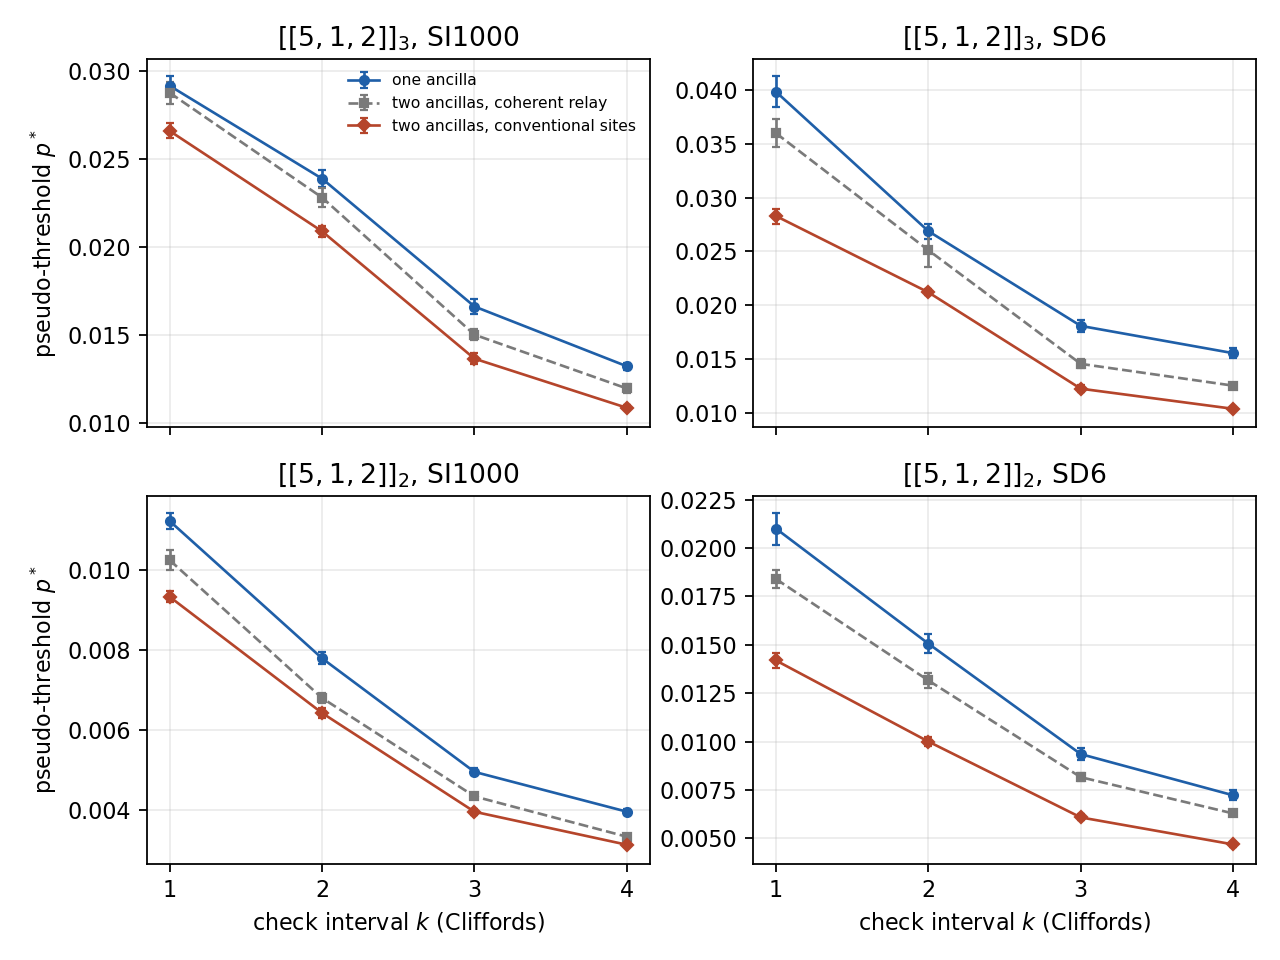 [[5, 1, 2]]₃, SI1000
[[5, 1, 2]]₃, SD6
pseudo-threshold p*
0.030
0.025
0.020
0.015
0.010
one ancilla
two ancillas, coherent relay
two ancillas, conventional sites
0.040
0.035
0.030
0.025
0.020
0.015
0.010
[[5, 1, 2]]₂, SI1000
[[5, 1, 2]]₂, SD6
pseudo-threshold p*
0.010
0.008
0.006
0.004
1 2 3 4
check interval k (Cliffords)
0.0225
0.0200
0.0175
0.0150
0.0125
0.0100
0.0075
0.0050
1 2 3 4
check interval k (Cliffords)